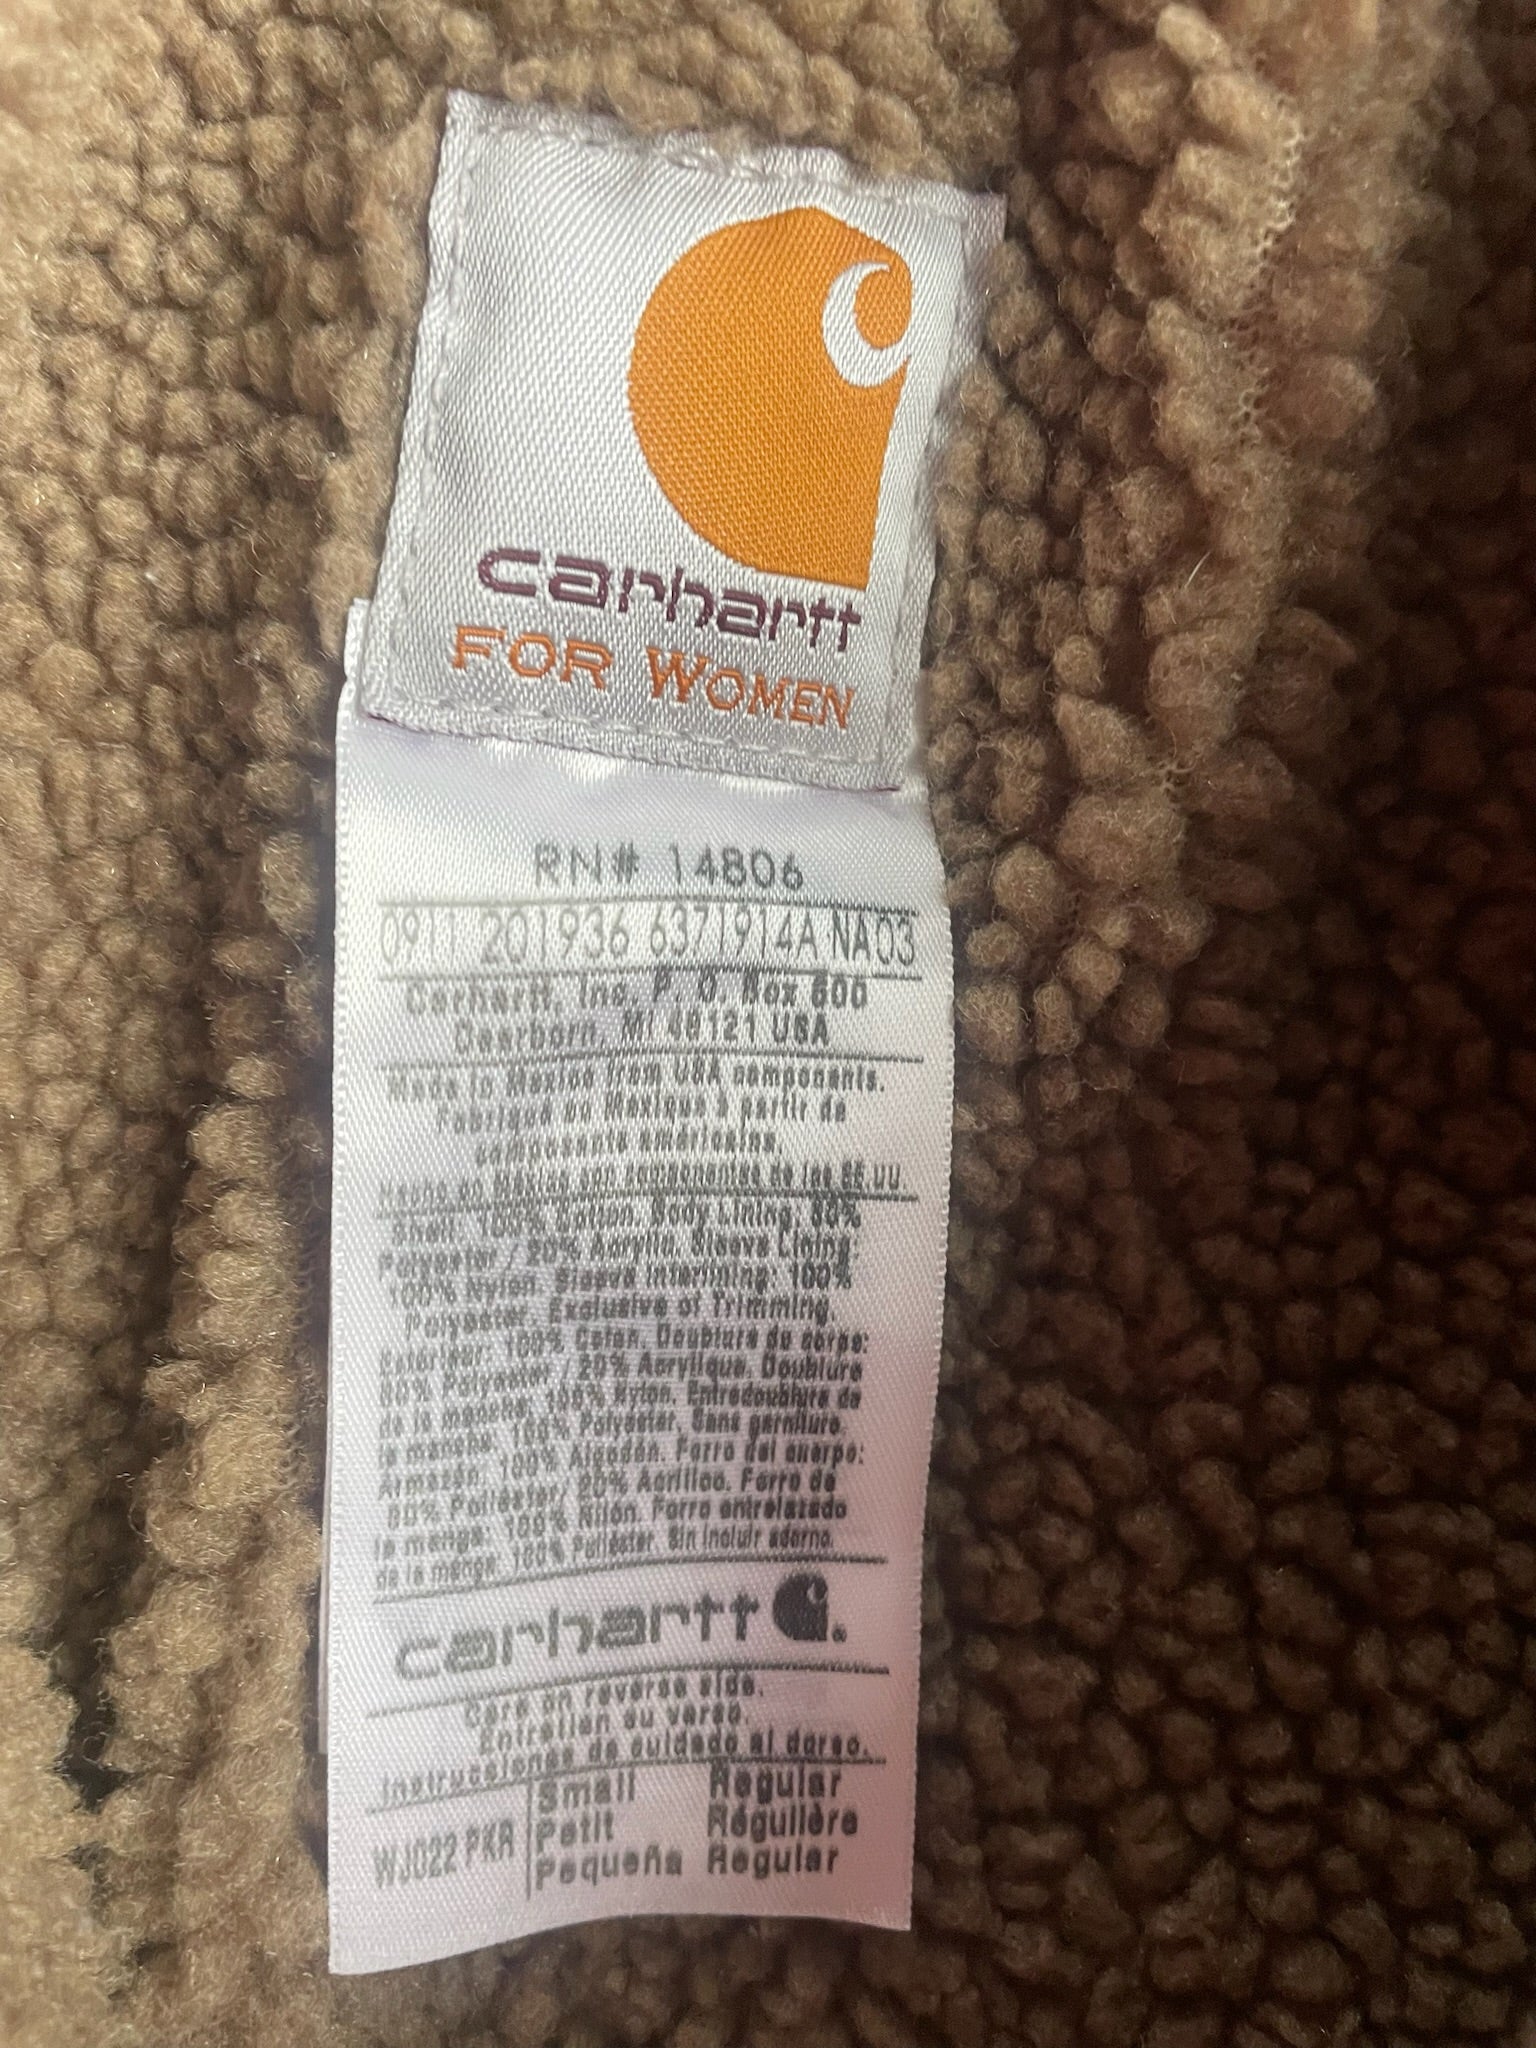 carhartt
FOR WOMEN
RN# 14806
0911 201936 6371914A NA03
Carhartt, Inc. P. O. Box 600
Dearborn, MI 48121 USA
Made in Mexico from USA components.
Fabriqué au Mexique à partir de
composants américains.
Hecho en México con componentes de los EE.UU.
Shell: 100% Cotton. Body Lining: 80%
Polyester / 20% Acrylic. Sleeve Lining:
100% Nylon. Sleeve Interlining: 100%
Polyester. Exclusive of Trimming.
Extérieur: 100% Coton. Doublure du corps:
80% Polyester / 20% Acrylique. Doublure
de la manche: 100% Nylon. Entredoublure de
la manche: 100% Polyester. Sans garniture.
Armazón: 100% Algodón. Forro del cuerpo:
80% Poliéster/ 20% Acrílico. Forro de
la manga: 100% Nilón. Forro entrelazado
de la manga: 100% Poliéster. Sin incluir adorno.
carhartt
Care on reverse side.
Entretien au verso.
Instrucciones de cuidado al dorso.
Small Regular
WJ022 PKR Petit Régulière
Pequeña Regular